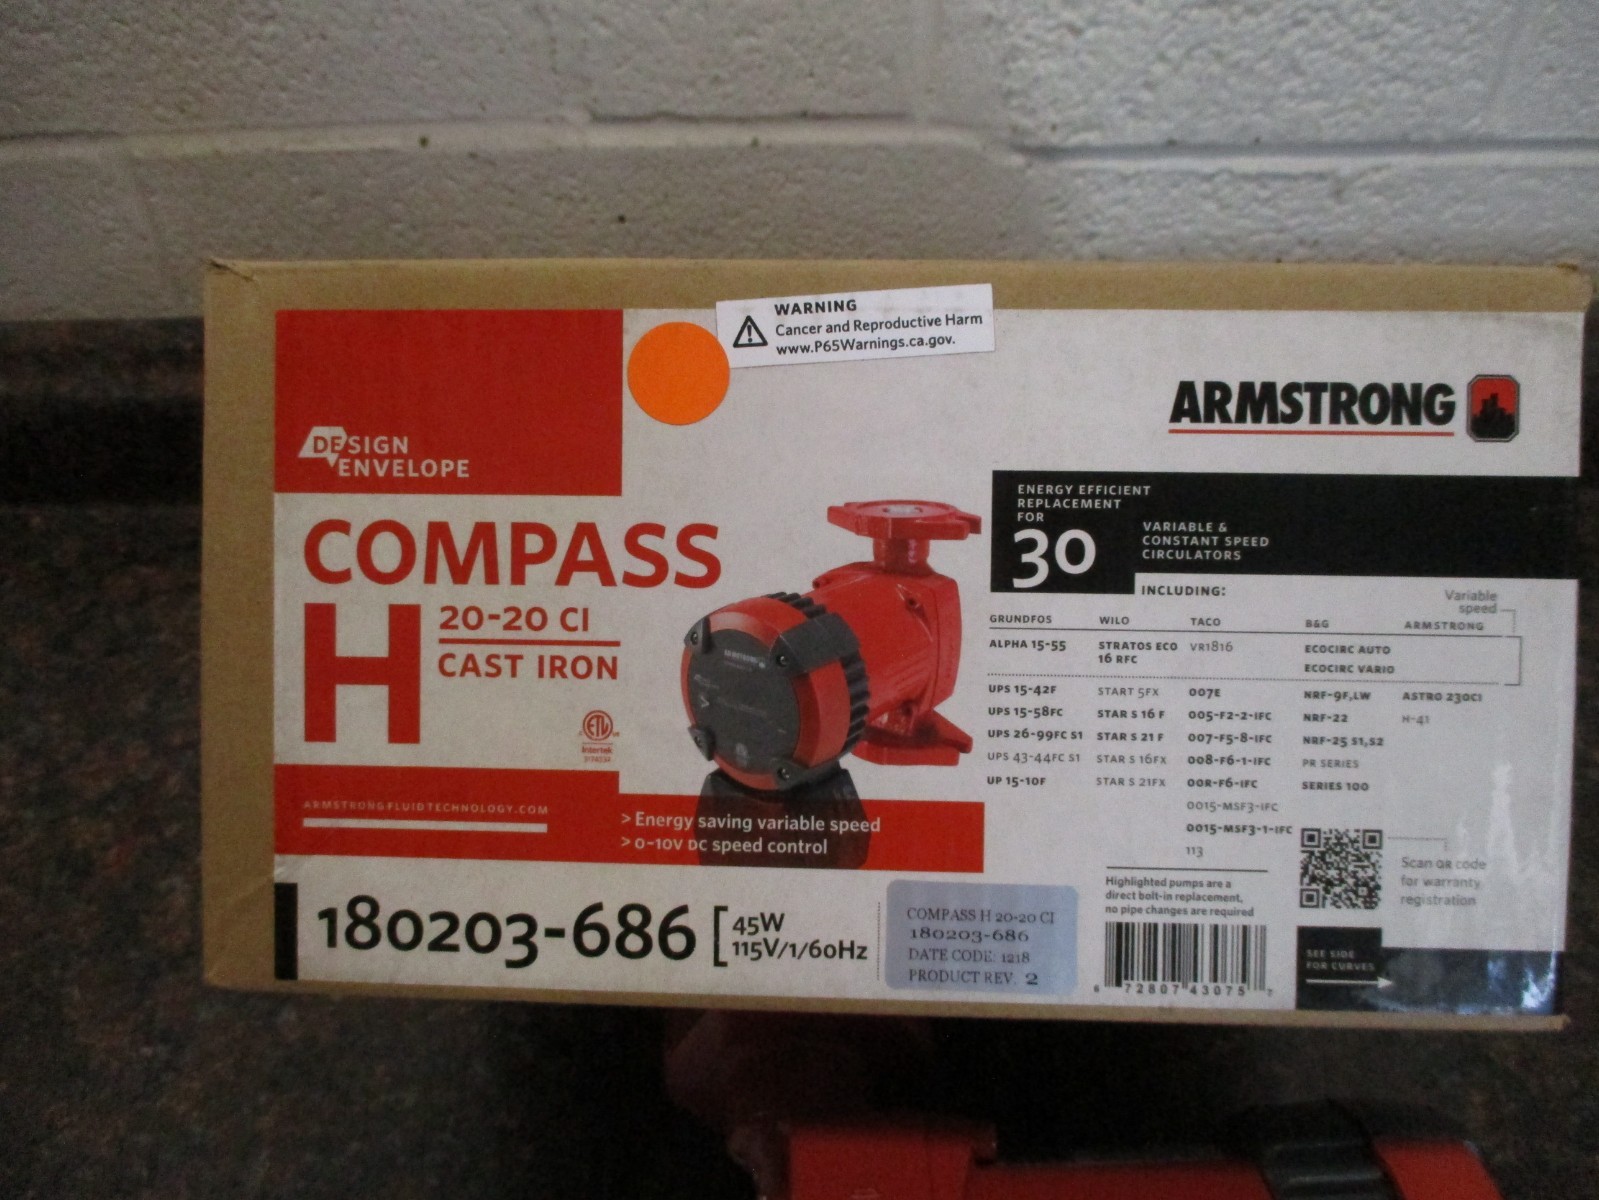 WARNING
Cancer and Reproductive Harm
www.P65Warnings.ca.gov.
DESIGN
ENVELOPE
ARMSTRONG
COMPASS
H
20-20 CI
CAST IRON
Intertek
ARMSTRONGFLUIDTECHNOLOGY.COM
> Energy saving variable speed
> 0-10V DC speed control
180203-686
45W
115V/1/60Hz
COMPASS H 20-20 CI
180203-686
DATE CODE: 1218
PRODUCT REV. 2
ENERGY EFFICIENT
REPLACEMENT
FOR
30
VARIABLE &
CONSTANT SPEED
CIRCULATORS
INCLUDING:
Variable
speed
GRUNDFOS WILO TACO B&G ARMSTRONG
ALPHA 15-55 STRATOS ECO VR1816 ECOCIRC AUTO
16 RFC ECOCIRC VARIO
UPS 15-42F START 5FX 007E NRF-9F,LW ASTRO 230CI
UPS 15-58FC STAR S 16 F 005-F2-2-IFC NRF-22 H-41
UPS 26-99FC S1 STAR S 21 F 007-F5-8-IFC NRF-25 S1,S2
UPS 43-44FC S1 STAR S 16FX 008-F6-1-IFC PR SERIES
UP 15-10F STAR S 21FX 00R-F6-IFC SERIES 100
0015-MSF3-IFC
0015-MSF3-1-IFC
113
Highlighted pumps are a
direct bolt-in replacement,
no pipe changes are required
Scan QR code
for warranty
registration
6 72807 43075 7
SEE SIDE
FOR CURVES